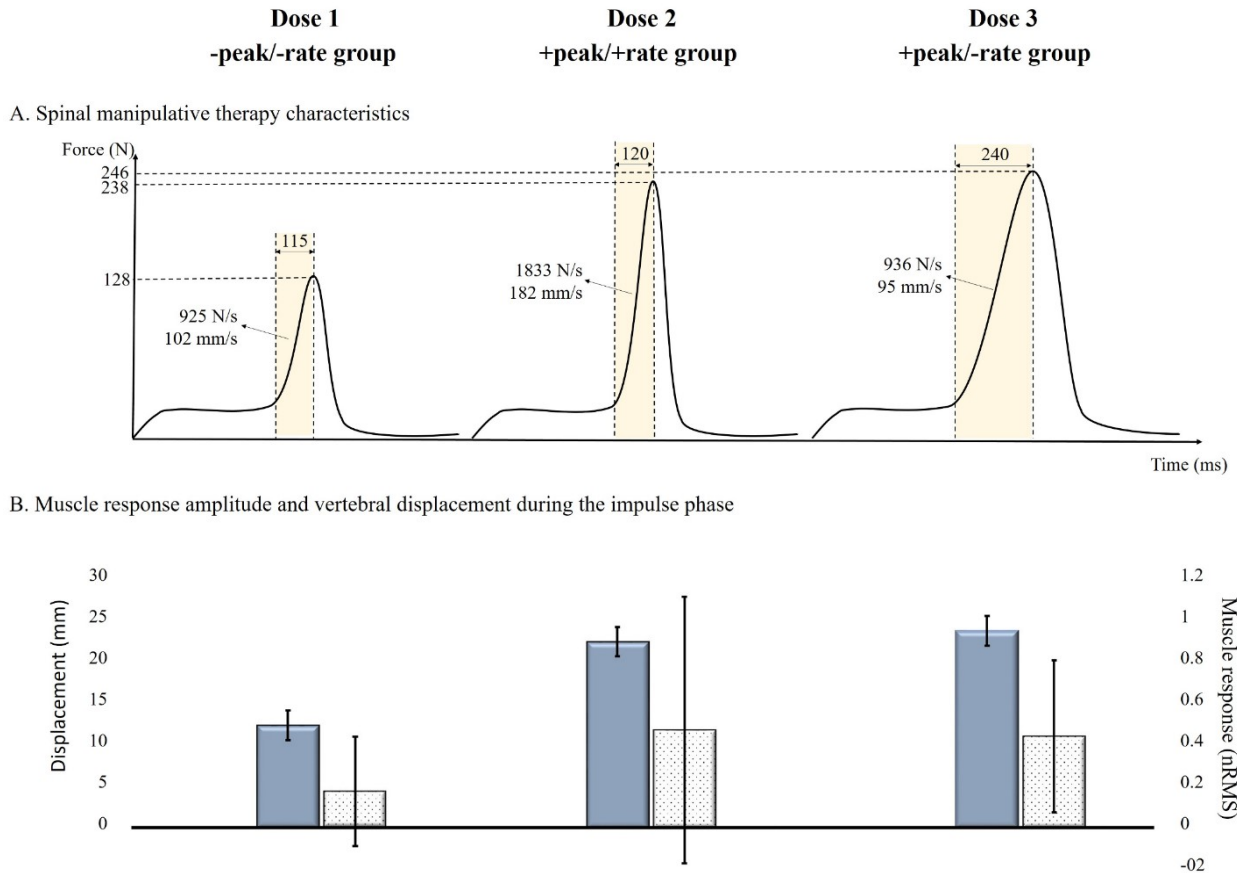 Dose 1
-peak/-rate group
Dose 2
+peak/+rate group
Dose 3
+peak/-rate group
A. Spinal manipulative therapy characteristics
Force (N)
246
238
128
115
925 N/s
102 mm/s
120
1833 N/s
182 mm/s
240
936 N/s
95 mm/s
Time (ms)
B. Muscle response amplitude and vertebral displacement during the impulse phase
Displacement (mm)
30
25
20
15
10
5
0
1.2
1
0.8
0.6
0.4
0.2
0
-02
Muscle response (nRMS)